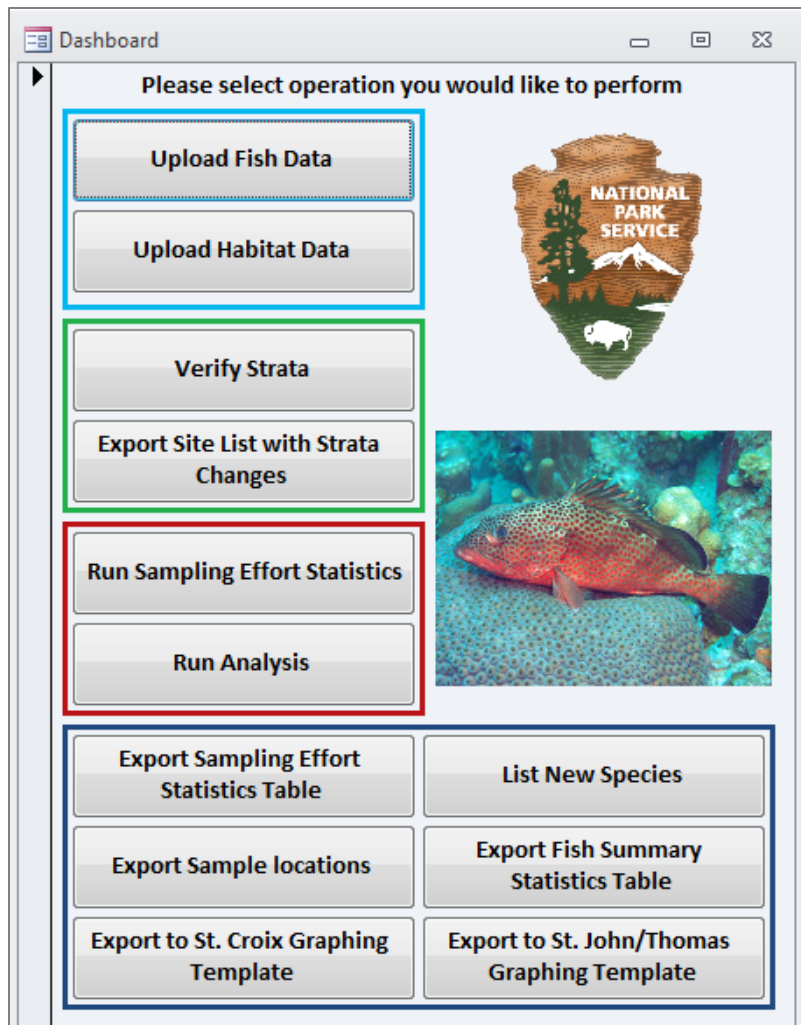 Dashboard
Please select operation you would like to perform
Upload Fish Data
Upload Habitat Data
NATIONAL
PARK
SERVICE
Verify Strata
Export Site List with Strata
Changes
Run Sampling Effort Statistics
Run Analysis
Export Sampling Effort
Statistics Table
List New Species
Export Sample locations
Export Fish Summary
Statistics Table
Export to St. Croix Graphing
Template
Export to St. John/Thomas
Graphing Template